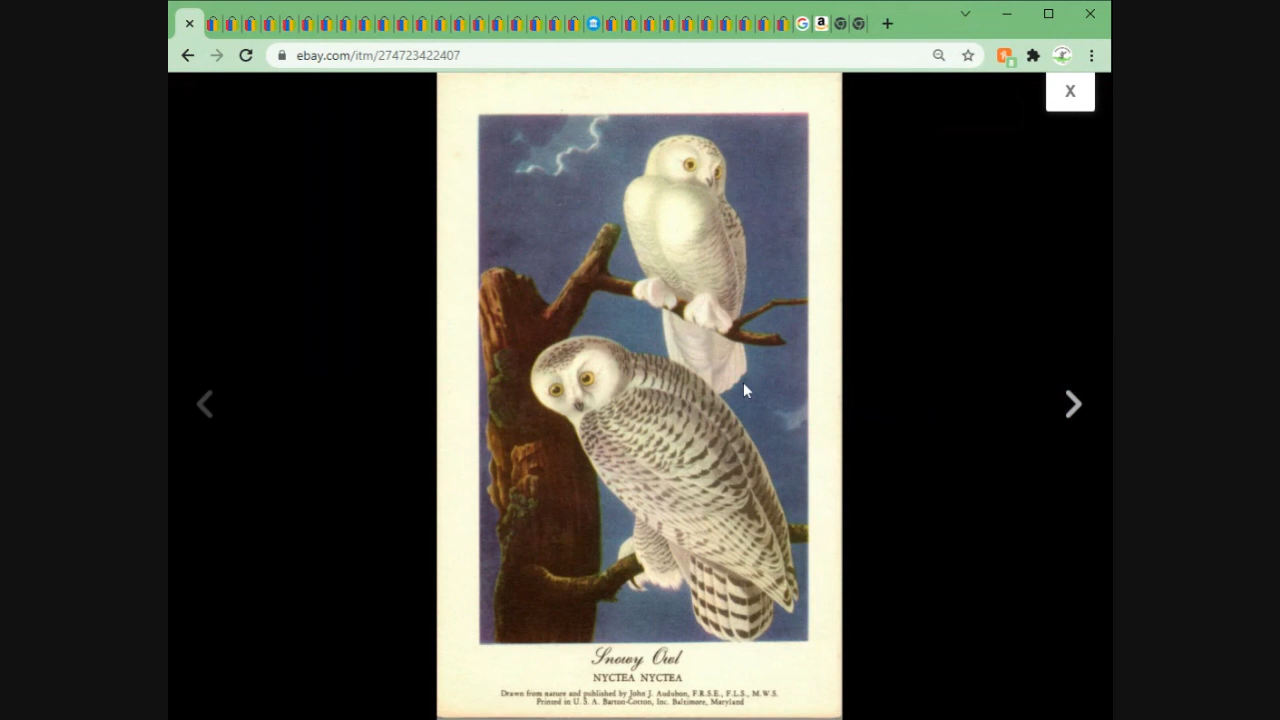 ebay.com/itm/274723422407
X
Snowy Owl
NYCTEA NYCTEA
Drawn from nature and published by John J. Audubon, F.R.S.E., F.L.S., M.W.S.
Printed in U. S. A. Barton-Cotton, Inc. Baltimore, Maryland